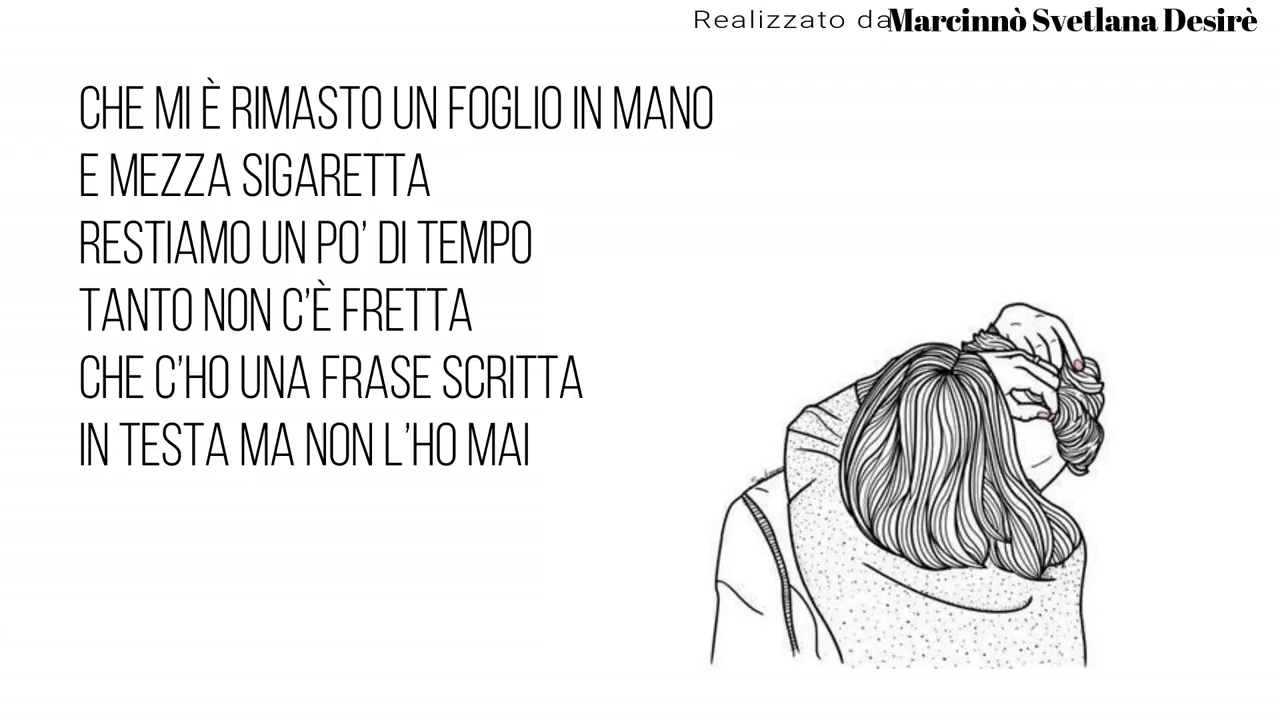 Realizzato da Marcinnò Svetlana Desirè
CHE MI È RIMASTO UN FOGLIO IN MANO
E MEZZA SIGARETTA
RESTIAMO UN PO’ DI TEMPO
TANTO NON C’È FRETTA
CHE C’HO UNA FRASE SCRITTA
IN TESTA MA NON L’HO MAI